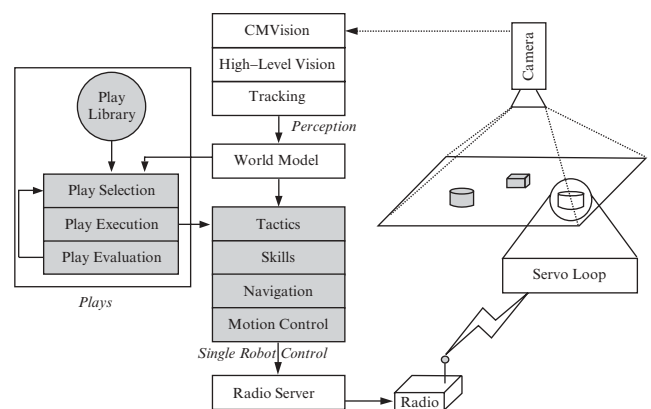 CMVision
High–Level Vision
Tracking
Perception
Camera
Play
Library
World Model
Play Selection
Play Execution
Play Evaluation
Plays
Tactics
Skills
Navigation
Motion Control
Single Robot Control
Servo Loop
Radio Server
Radio